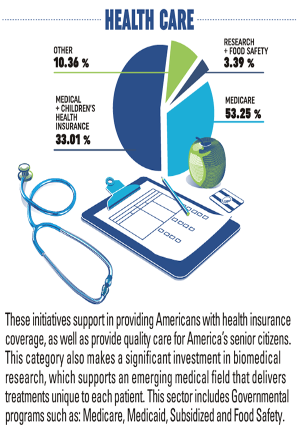 HEALTH CARE
OTHER
10.36 %
RESEARCH
+ FOOD SAFETY
3.39 %
MEDICAL
+ CHILDREN'S
HEALTH
INSURANCE
33.01 %
MEDICARE
53.25 %
These initiatives support in providing Americans with health insurance
coverage, as well as provide quality care for America's senior citizens.
This category also makes a significant investment in biomedical
research, which supports an emerging medical field that delivers
treatments unique to each patient. This sector includes Governmental
programs such as: Medicare, Medicaid, Subsidized and Food Safety.